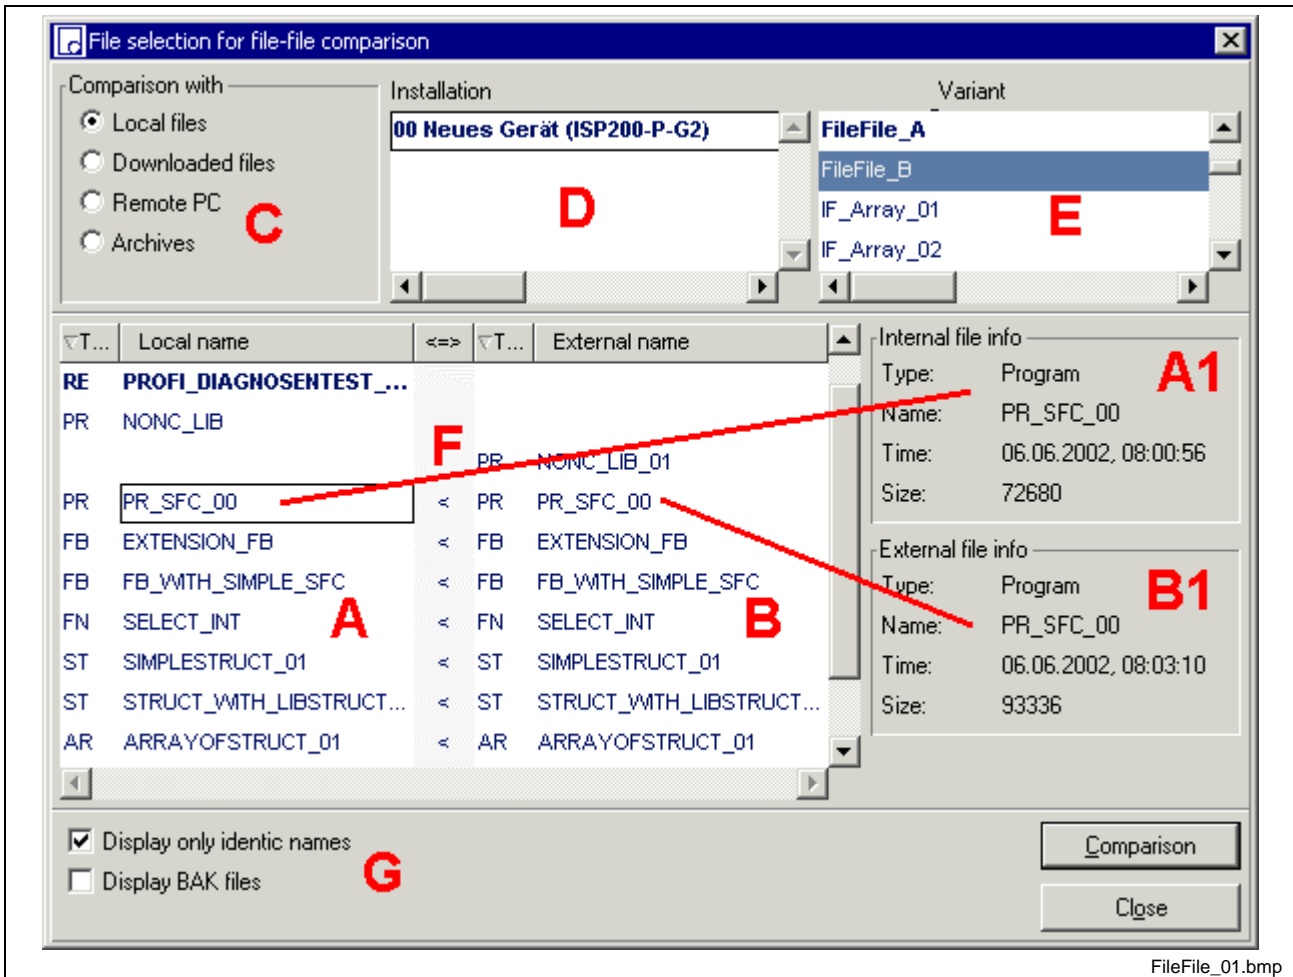 File selection for file-file comparison
Comparison with
Local files
Downloaded files
Remote PC
Archives
C
Installation
00 Neues Gerät (ISP200-P-G2)
D
Variant
FileFile_A
FileFile_B
IF_Array_01
IF_Array_02
E
T... Local name <=> T... External name
RE PROFI_DIAGNOSENTEST_...
PR NONC_LIB
F
PR NONC_LIB_01
PR PR_SFC_00 < PR PR_SFC_00
FB EXTENSION_FB < FB EXTENSION_FB
FB FB_WITH_SIMPLE_SFC < FB FB_WITH_SIMPLE_SFC
FN SELECT_INT < FN SELECT_INT
A B
ST SIMPLESTRUCT_01 < ST SIMPLESTRUCT_01
ST STRUCT_WITH_LIBSTRUCT... < ST STRUCT_WITH_LIBSTRUCT...
AR ARRAYOFSTRUCT_01 < AR ARRAYOFSTRUCT_01
Internal file info
A1
Type: Program
Name: PR_SFC_00
Time: 06.06.2002, 08:00:56
Size: 72680
External file info
B1
Type: Program
Name: PR_SFC_00
Time: 06.06.2002, 08:03:10
Size: 93336
Display only identic names
Display BAK files
G
Comparison
Close
FileFile_01.bmp